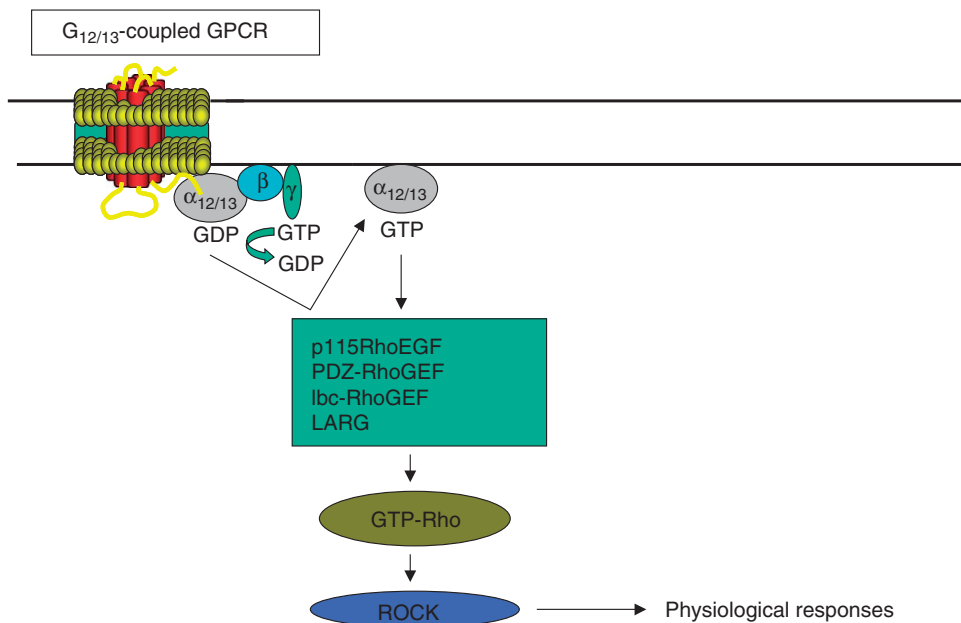 G12/13-coupled GPCR
α12/13
β
γ
α12/13
GDP
GTP
GDP
GTP
p115RhoEGF
PDZ-RhoGEF
lbc-RhoGEF
LARG
GTP-Rho
ROCK
Physiological responses